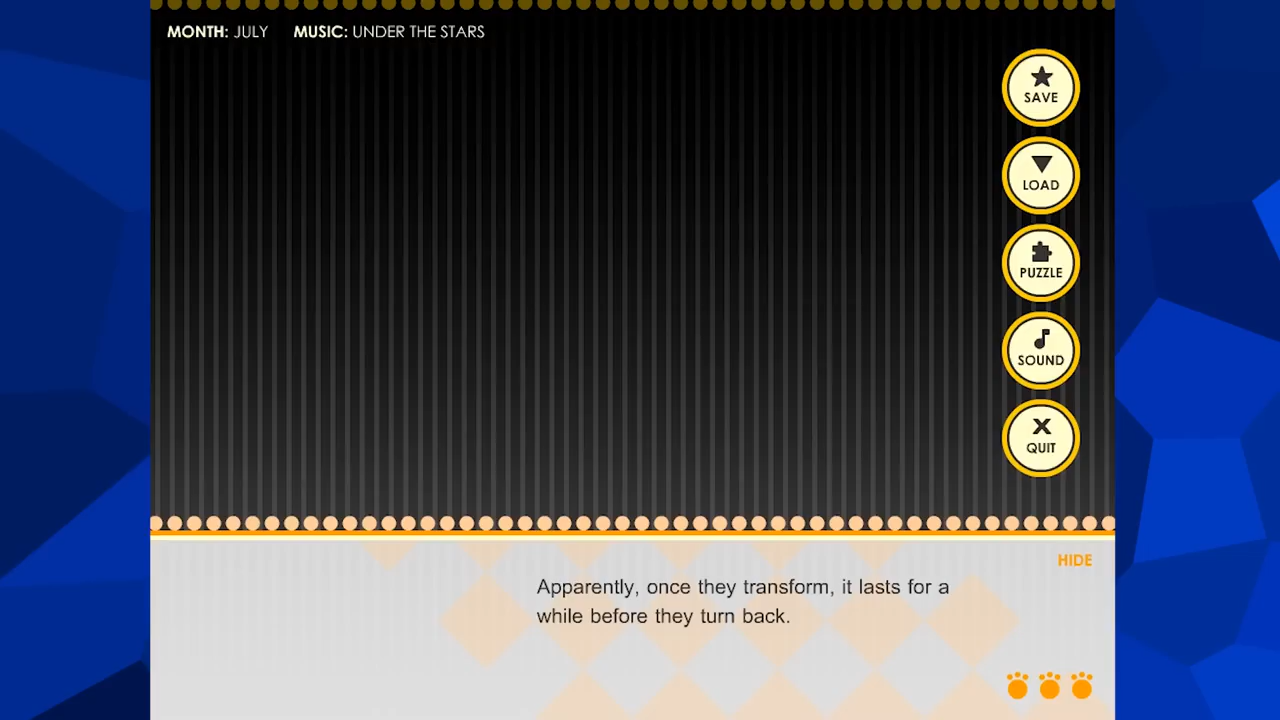 MONTH: JULY MUSIC: UNDER THE STARS
SAVE
LOAD
PUZZLE
SOUND
QUIT
HIDE
Apparently, once they transform, it lasts for a
while before they turn back.